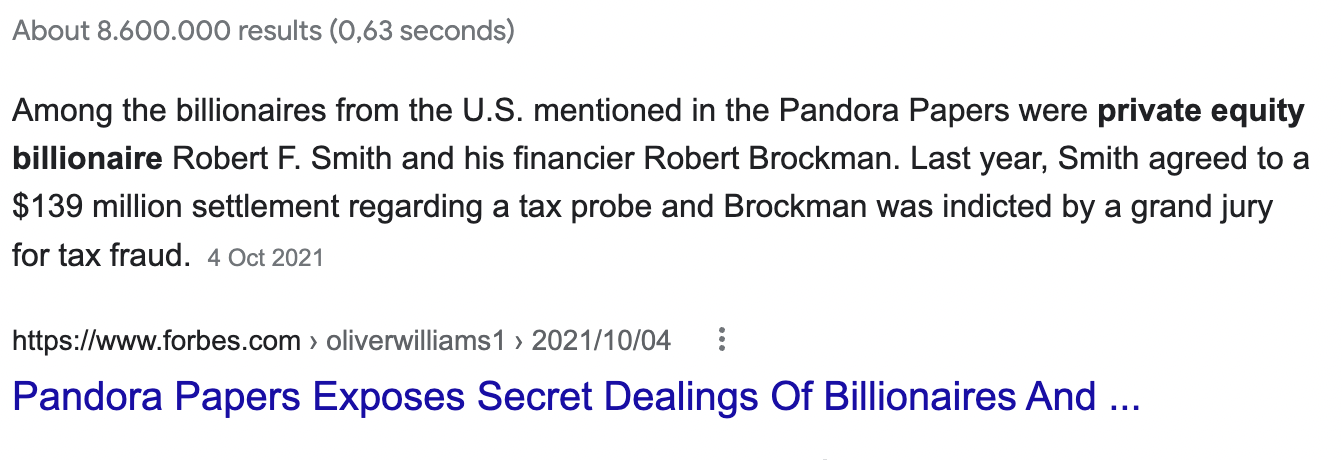 About 8.600.000 results (0,63 seconds)
Among the billionaires from the U.S. mentioned in the Pandora Papers were private equity
billionaire Robert F. Smith and his financier Robert Brockman. Last year, Smith agreed to a
$139 million settlement regarding a tax probe and Brockman was indicted by a grand jury
for tax fraud. 4 Oct 2021
https://www.forbes.com › oliverwilliams1 › 2021/10/04
Pandora Papers Exposes Secret Dealings Of Billionaires And ...